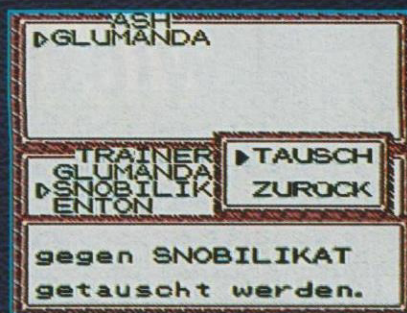 ASH
▷GLUMANDA
TRAINER
GLUMANDA
▷SNOBILIK
ENTON
▶TAUSCH
ZURÜCK
gegen SNOBILIKAT
getauscht werden.